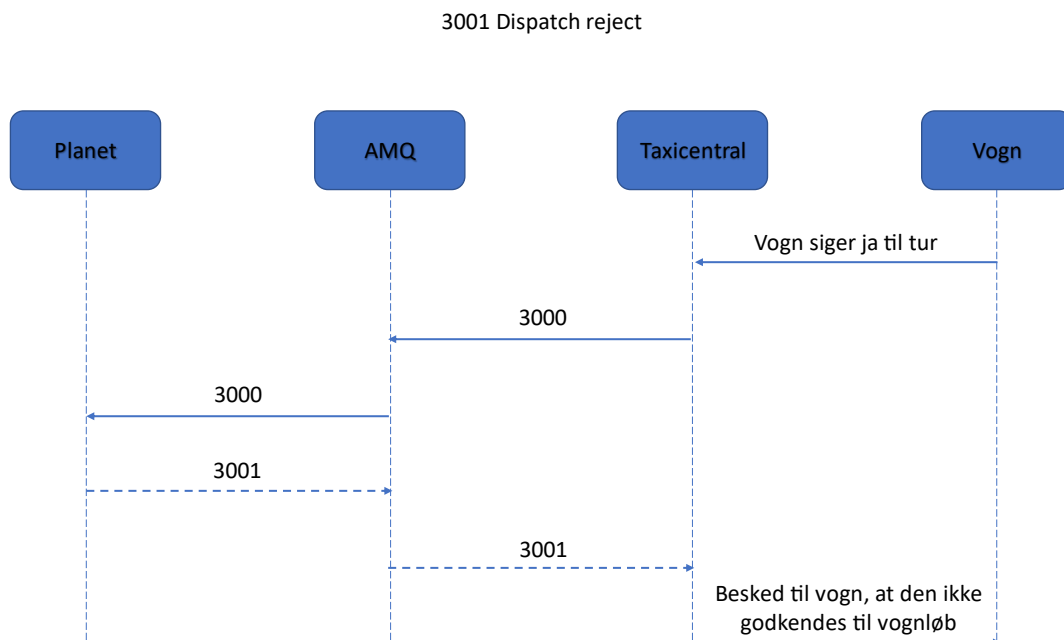 3001 Dispatch reject
Planet
AMQ
Taxicentral
Vogn
Vogn siger ja til tur
3000
3000
3001
3001
Besked til vogn, at den ikke
godkendes til vognløb